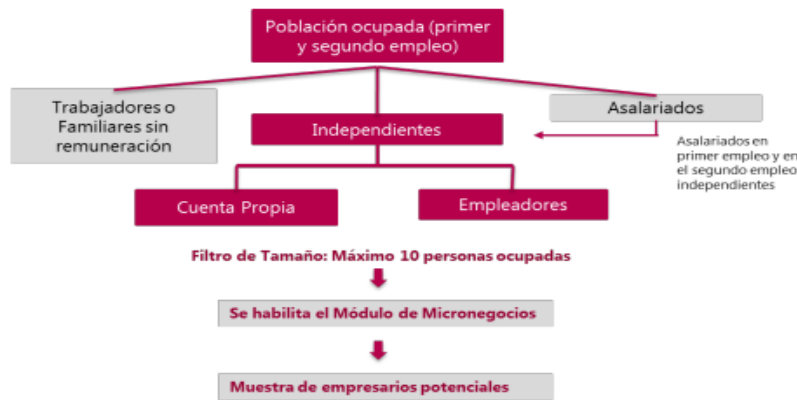 Población ocupada (primer
y segundo empleo)
Trabajadores o
Familiares sin
remuneración
Independientes
Asalariados
Asalariados en
primer empleo y en
el segundo empleo
independientes
Cuenta Propia
Empleadores
Filtro de Tamaño: Máximo 10 personas ocupadas
Se habilita el Módulo de Micronegocios
Muestra de empresarios potenciales